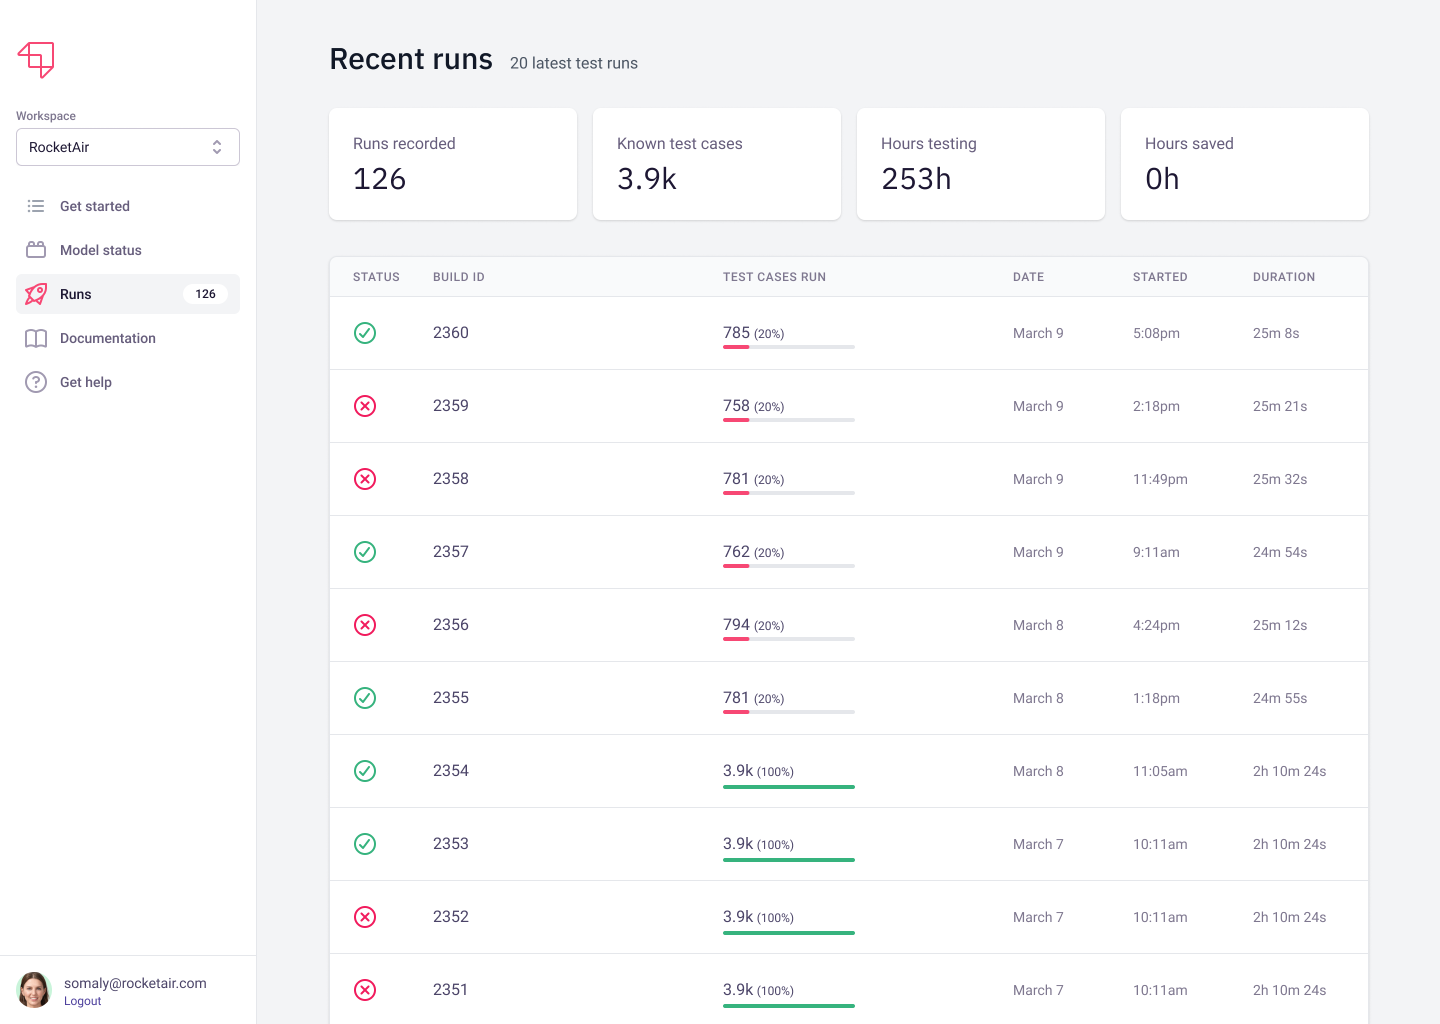 Workspace
RocketAir
Get started
Model status
Runs 126
Documentation
Get help
somaly@rocketair.com
Logout
Recent runs 20 latest test runs
Runs recorded
126
Known test cases
3.9k
Hours testing
253h
Hours saved
0h
STATUS BUILD ID TEST CASES RUN DATE STARTED DURATION
2360 785 (20%) March 9 5:08pm 25m 8s
2359 758 (20%) March 9 2:18pm 25m 21s
2358 781 (20%) March 9 11:49pm 25m 32s
2357 762 (20%) March 9 9:11am 24m 54s
2356 794 (20%) March 8 4:24pm 25m 12s
2355 781 (20%) March 8 1:18pm 24m 55s
2354 3.9k (100%) March 8 11:05am 2h 10m 24s
2353 3.9k (100%) March 7 10:11am 2h 10m 24s
2352 3.9k (100%) March 7 10:11am 2h 10m 24s
2351 3.9k (100%) March 7 10:11am 2h 10m 24s